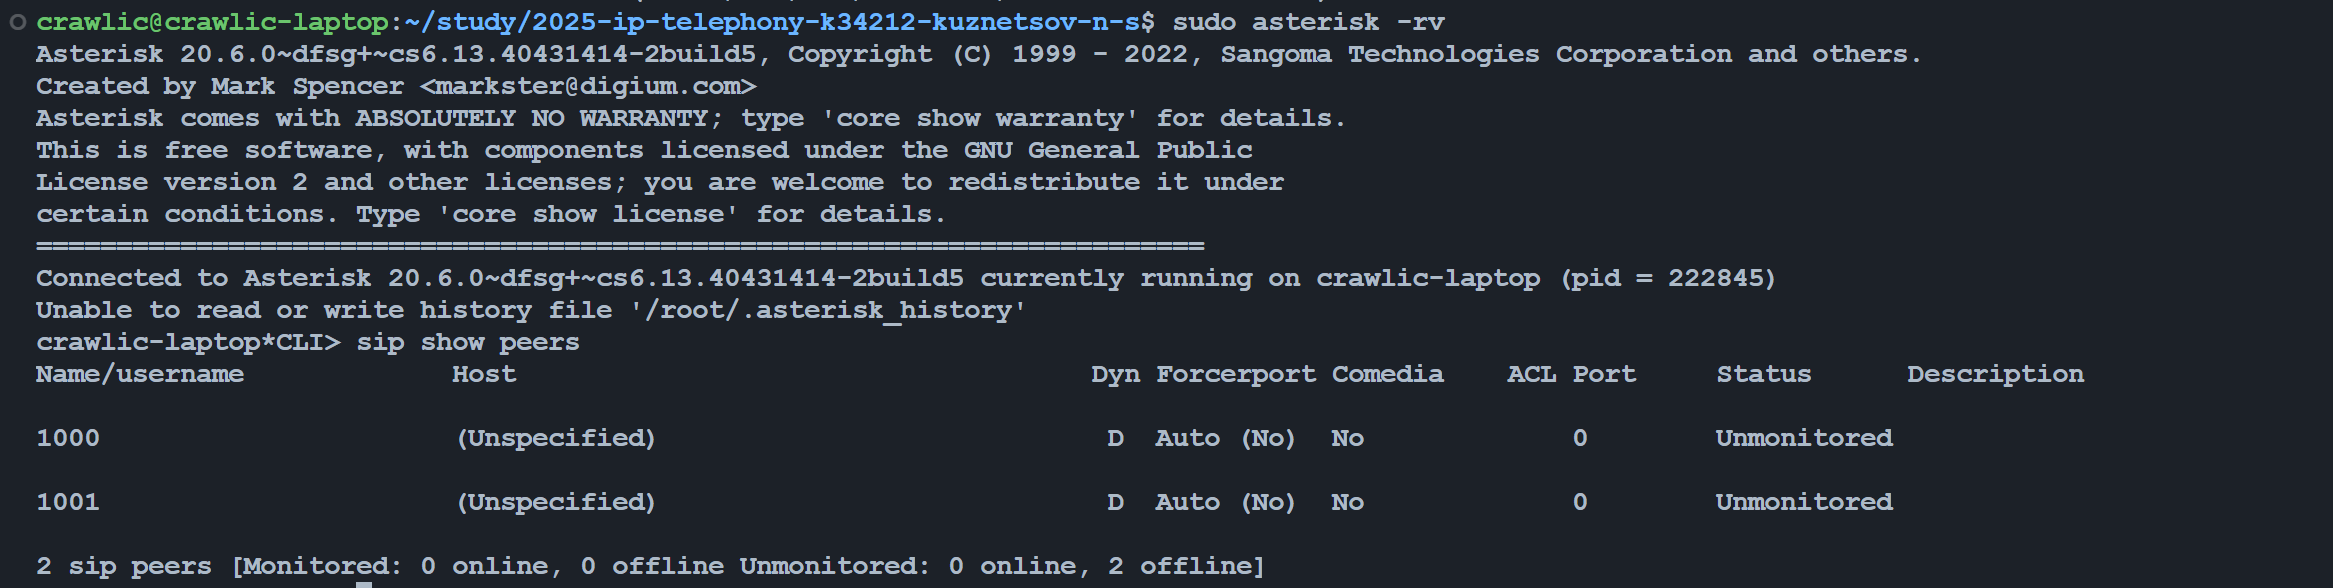 crawlic@crawlic-laptop:~/study/2025-ip-telephony-k34212-kuznetsov-n-s$ sudo asterisk -rv
Asterisk 20.6.0~dfsg+~cs6.13.40431414-2build5, Copyright (C) 1999 - 2022, Sangoma Technologies Corporation and others.
Created by Mark Spencer <markster@digium.com>
Asterisk comes with ABSOLUTELY NO WARRANTY; type 'core show warranty' for details.
This is free software, with components licensed under the GNU General Public
License version 2 and other licenses; you are welcome to redistribute it under
certain conditions. Type 'core show license' for details.
=========================================================================
Connected to Asterisk 20.6.0~dfsg+~cs6.13.40431414-2build5 currently running on crawlic-laptop (pid = 222845)
Unable to read or write history file '/root/.asterisk_history'
crawlic-laptop*CLI> sip show peers
Name/username             Host                                    Dyn Forcerport Comedia    ACL Port     Status      Description
1000                      (Unspecified)                            D  Auto (No)  No             0        Unmonitored
1001                      (Unspecified)                            D  Auto (No)  No             0        Unmonitored
2 sip peers [Monitored: 0 online, 0 offline Unmonitored: 0 online, 2 offline]